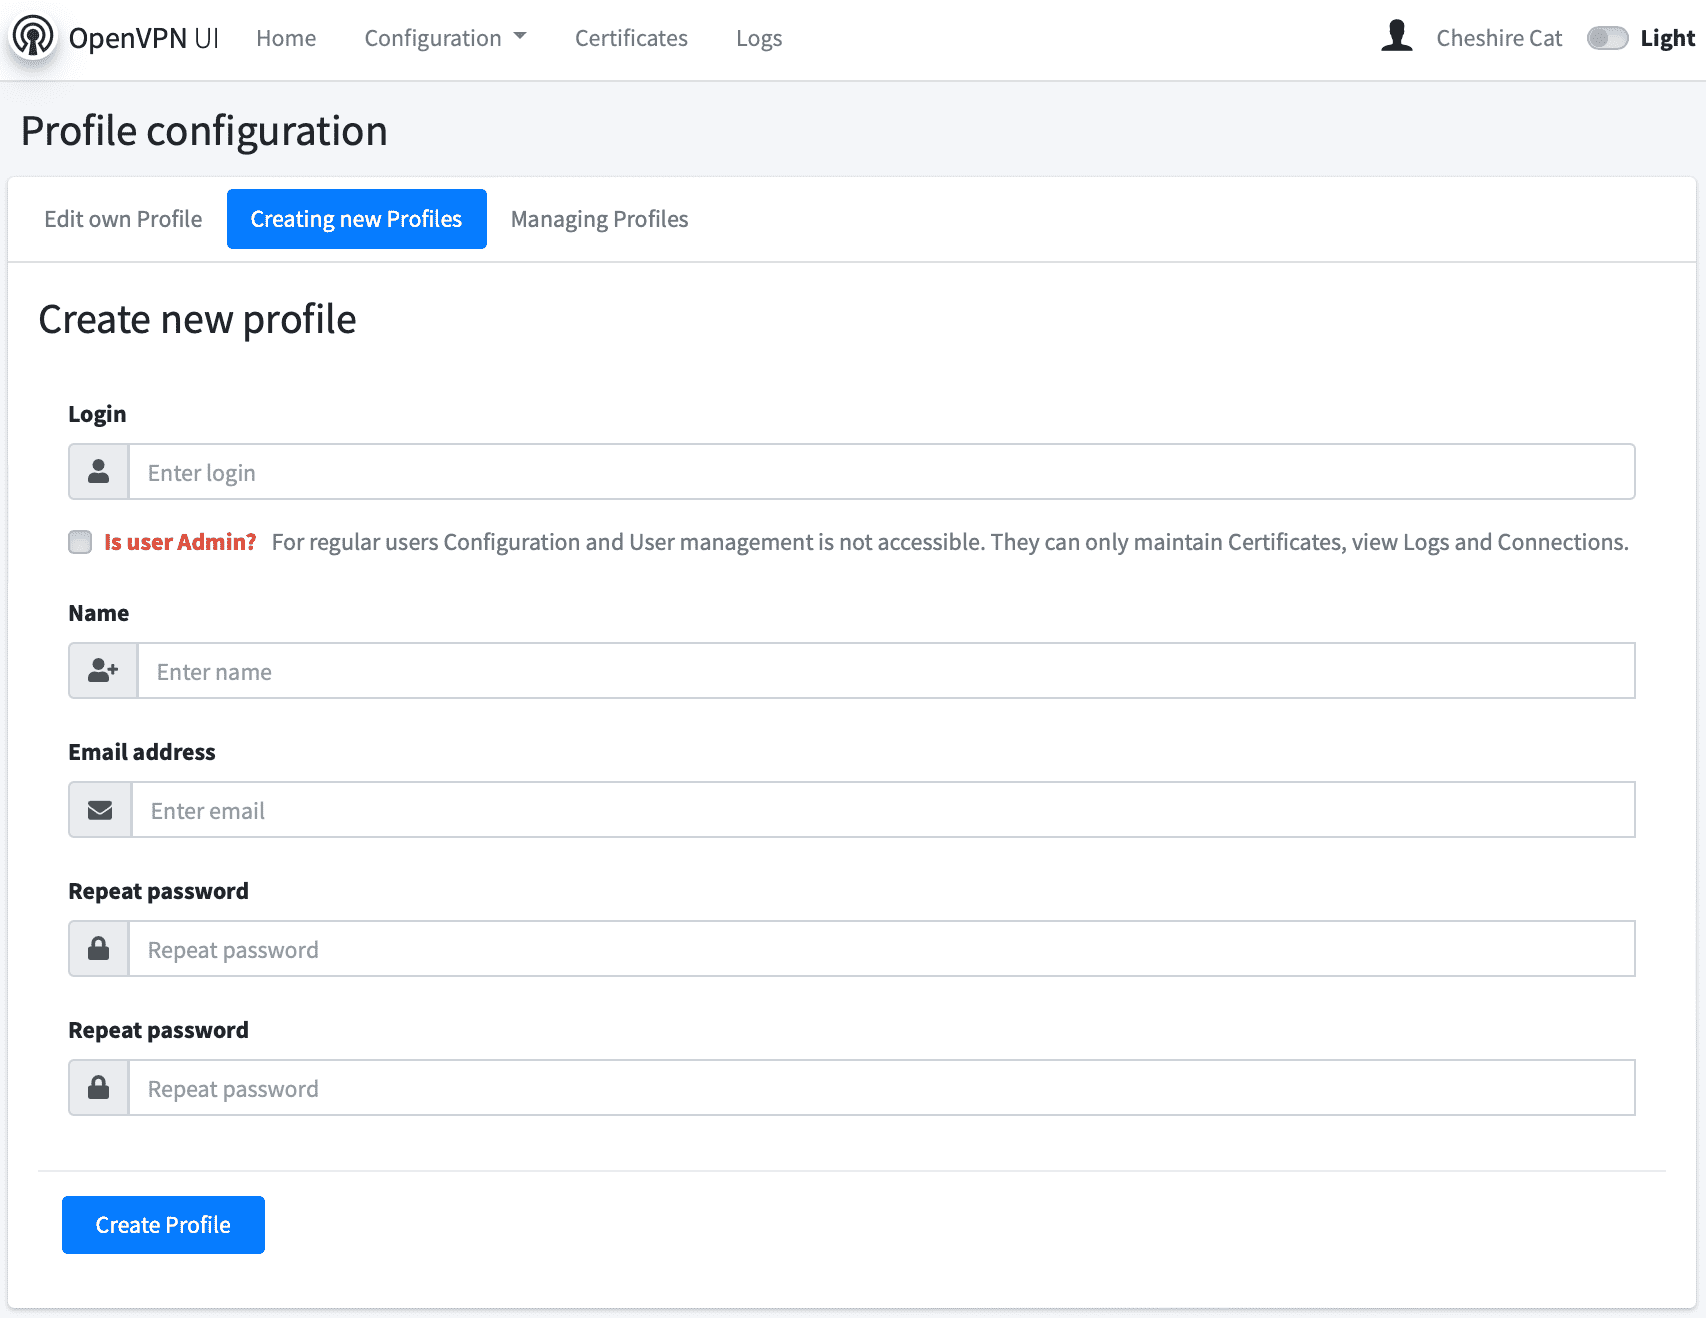 OpenVPN UI Home Configuration Certificates Logs Cheshire Cat Light
Profile configuration
Edit own Profile Creating new Profiles Managing Profiles
Create new profile
Login
Enter login
Is user Admin? For regular users Configuration and User management is not accessible. They can only maintain Certificates, view Logs and Connections.
Name
Enter name
Email address
Enter email
Repeat password
Repeat password
Repeat password
Repeat password
Create Profile